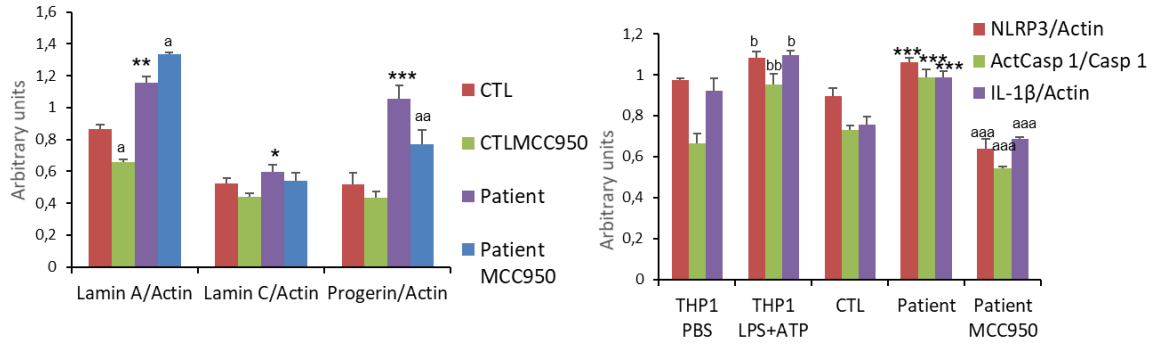 1,6
1,4
1,2
1
0,8
0,6
0,4
0,2
0
Arbitrary units
a
**
a
*
***
aa
Lamin A/Actin
Lamin C/Actin
Progerin/Actin
CTL
CTLMCC950
Patient
Patient
MCC950
1,2
1
0,8
0,6
0,4
0,2
0
Arbitrary units
b
bb
b
***
***
***
aaa
aaa
aaa
THP1
PBS
THP1
LPS+ATP
CTL
Patient
Patient
MCC950
NLRP3/Actin
ActCasp 1/Casp 1
IL-1β/Actin